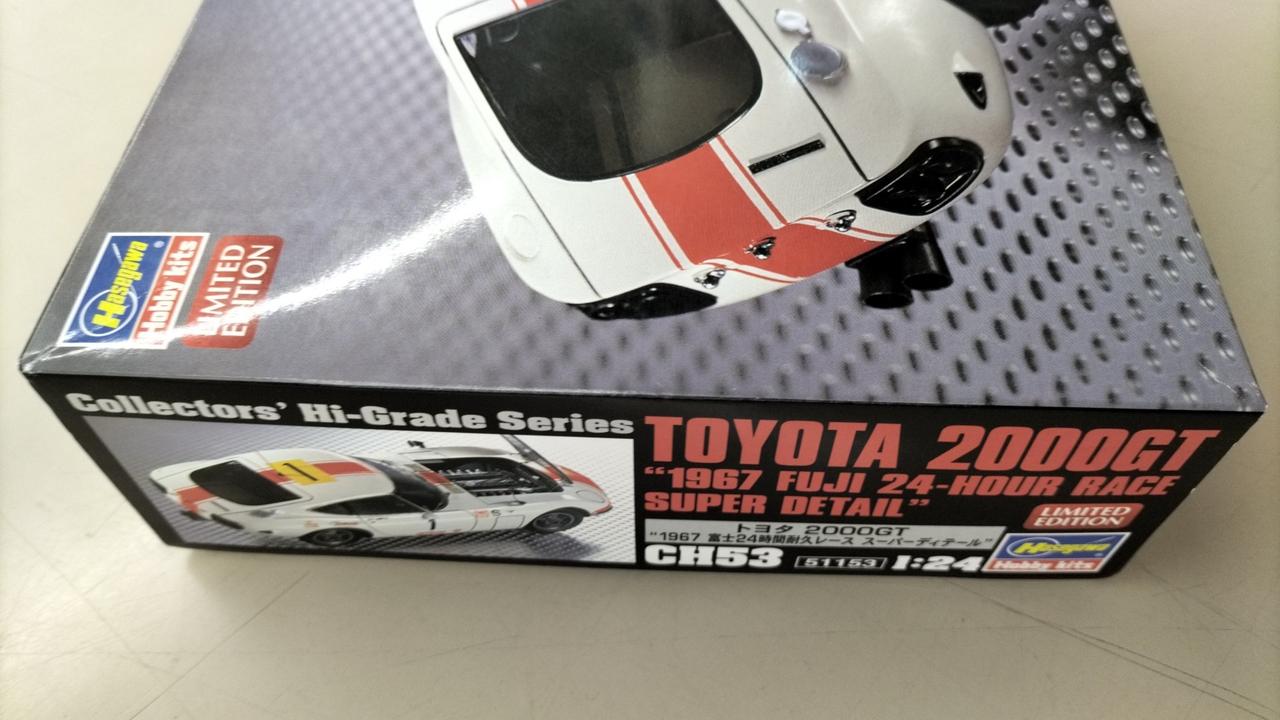 Hasegawa
Hobby kits
LIMITED
EDITION
Collectors' Hi-Grade Series
1
1
TOYOTA 2000GT
“1967 FUJI 24-HOUR RACE
SUPER DETAIL”
LIMITED
EDITION
トヨタ 2000GT
“1967 富士24時間耐久レース スーパーディテール”
CH53 51153 1:24
Hasegawa
Hobby kits